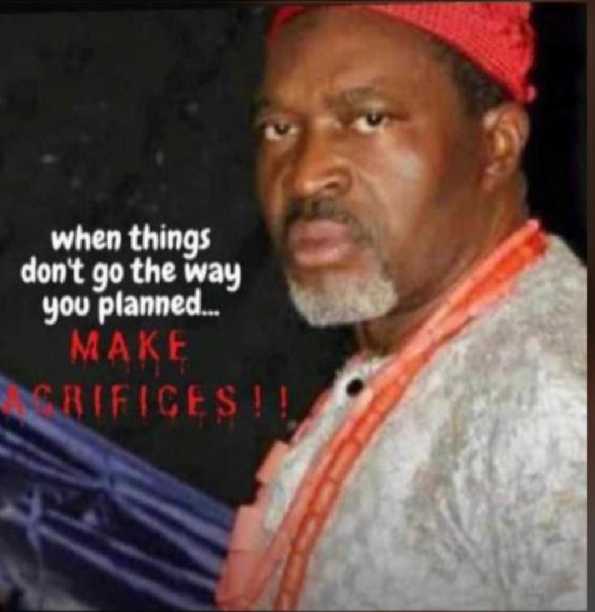 when things
don't go the way
you planned...
MAKE
ACRIFICES!!